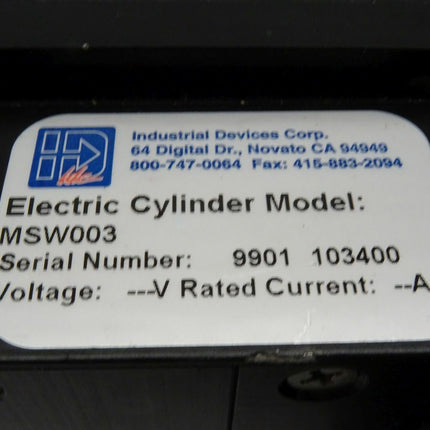 Industrial Devices Corp.
64 Digital Dr., Novato CA 94949
800-747-0064 Fax: 415-883-2094
Electric Cylinder Model:
MSW003
Serial Number: 9901 103400
Voltage: ---V Rated Current: --A